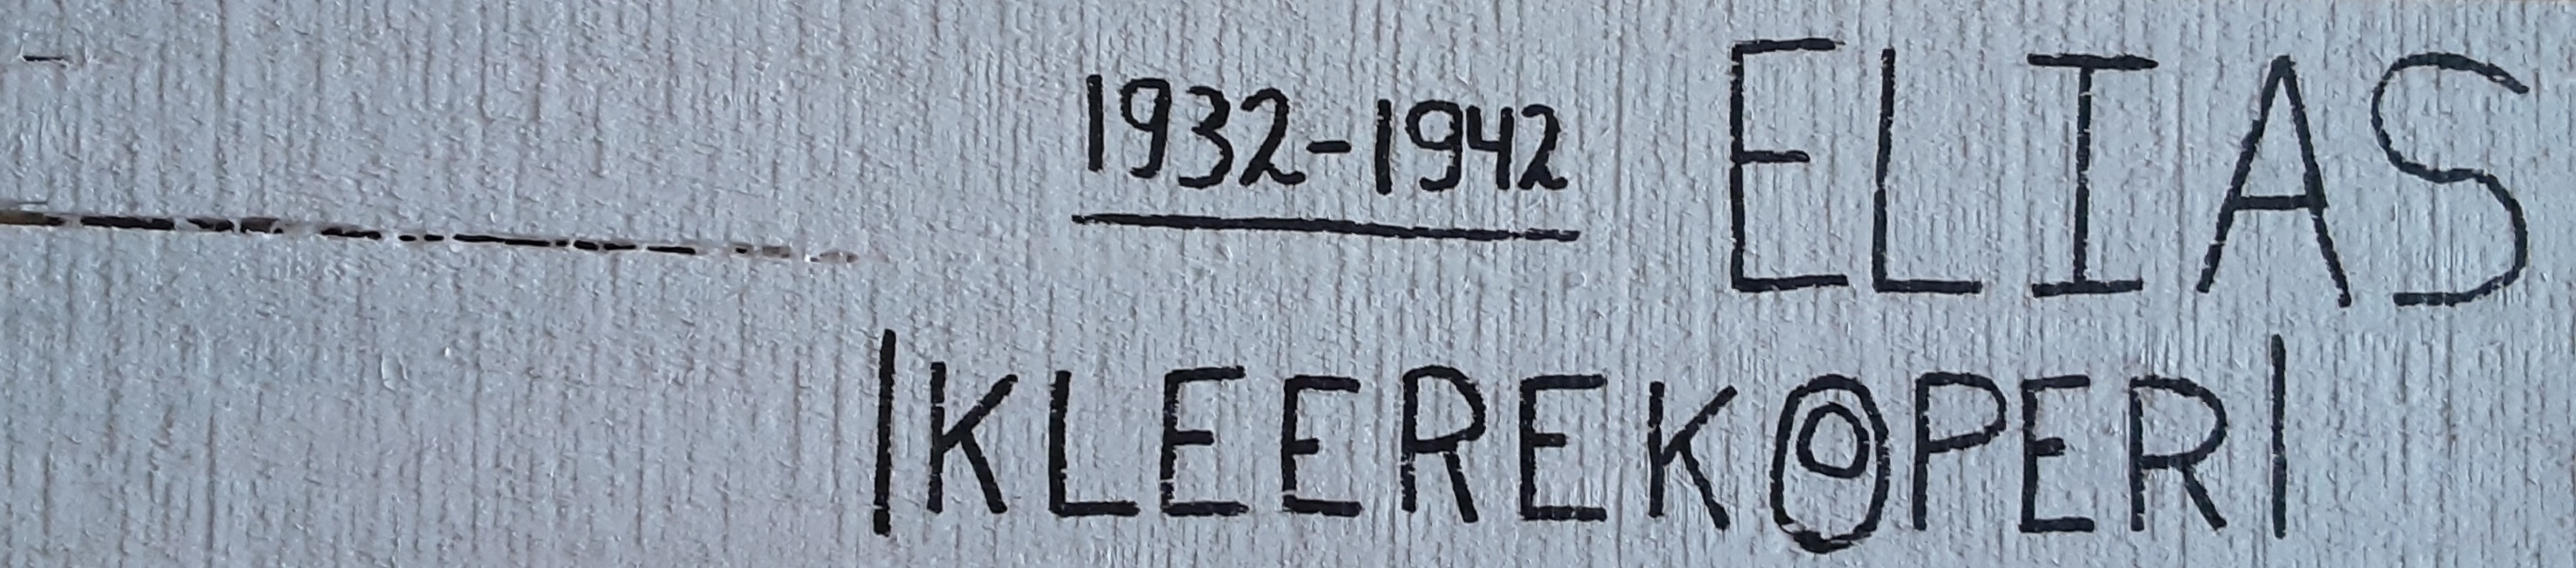 1932-1942 ELIAS
|KLEEREKOPER|